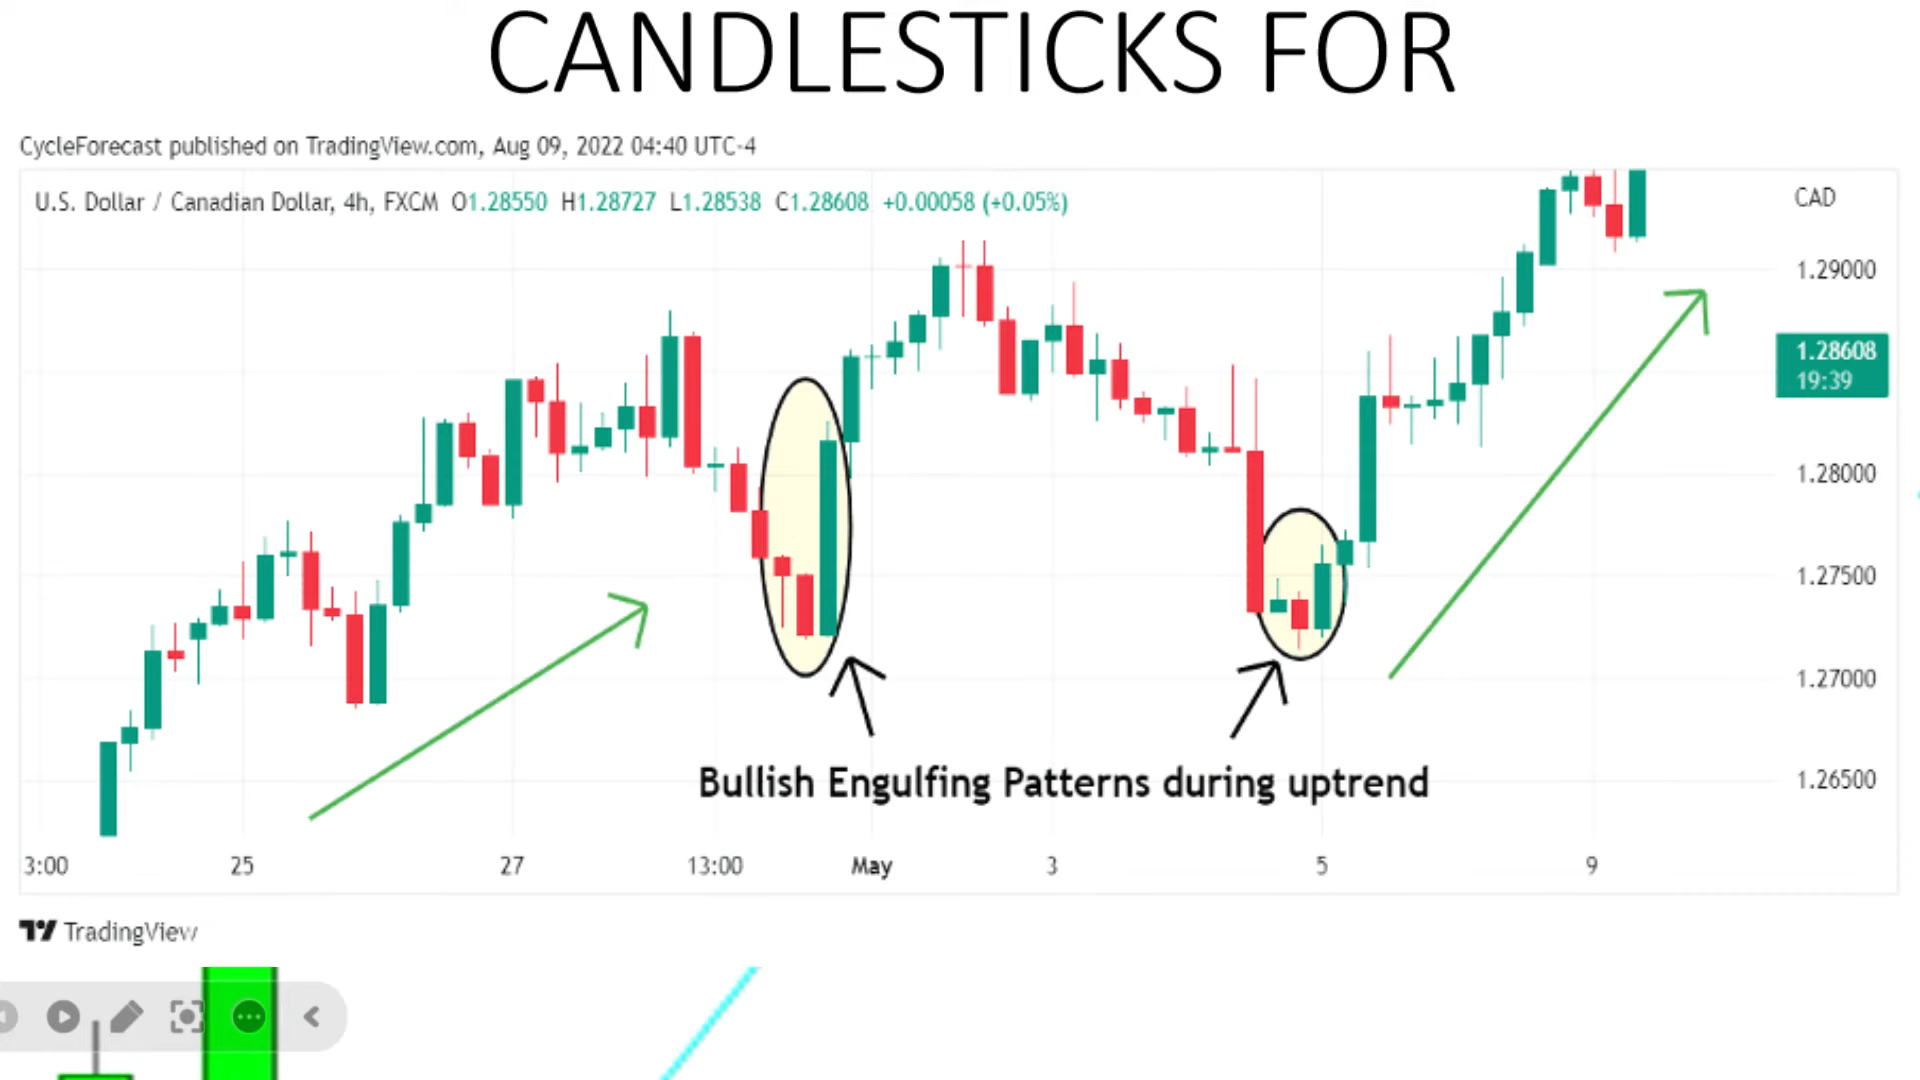 CANDLESTICKS FOR
CycleForecast published on TradingView.com, Aug 09, 2022 04:40 UTC-4
U.S. Dollar / Canadian Dollar, 4h, FXCM O1.28550 H1.28727 L1.28538 C1.28608 +0.00058 (+0.05%)
CAD
1.29000
1.28608
19:39
1.28000
1.27500
1.27000
Bullish Engulfing Patterns during uptrend
1.26500
3:00 25 27 13:00 May 3 5 9
TradingView